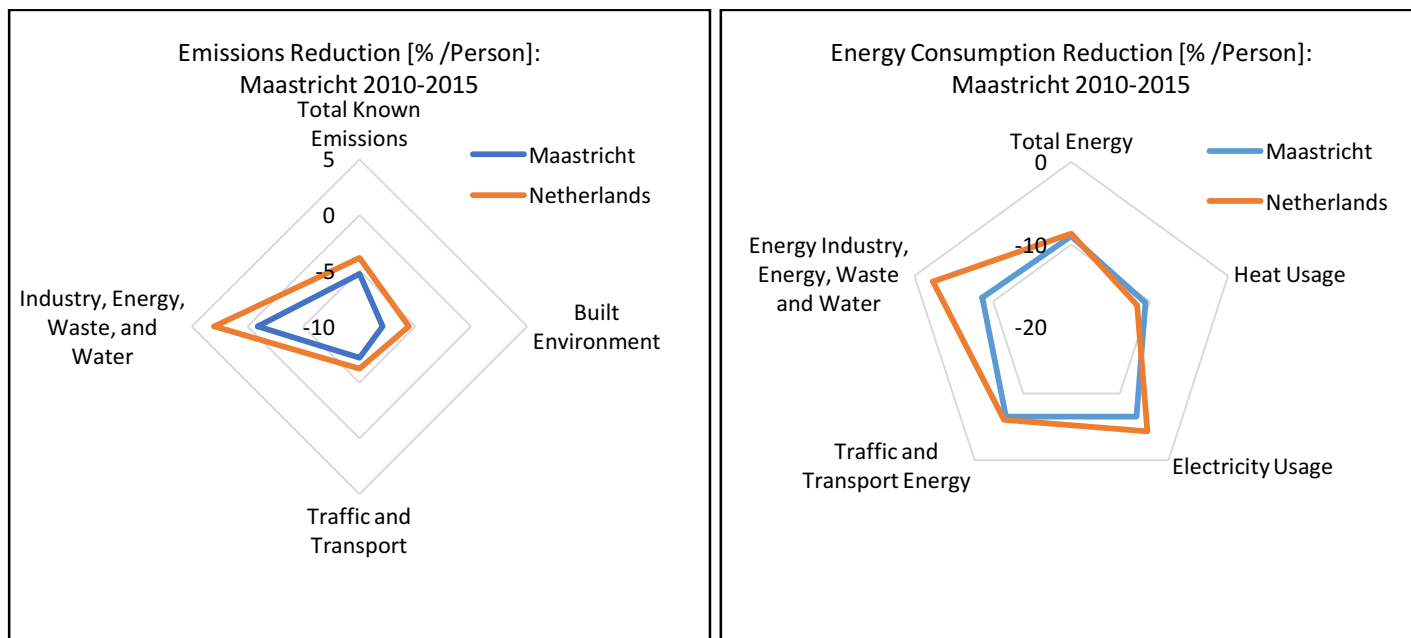 Emissions Reduction [% /Person]:
Maastricht 2010-2015
Total Known
Emissions
5
0
-5
-10
Maastricht
Netherlands
Industry, Energy,
Waste, and
Water
Built
Environment
Traffic and
Transport
Energy Consumption Reduction [% /Person]:
Maastricht 2010-2015
Total Energy
0
-10
-20
Maastricht
Netherlands
Energy Industry,
Energy, Waste
and Water
Heat Usage
Traffic and
Transport Energy
Electricity Usage